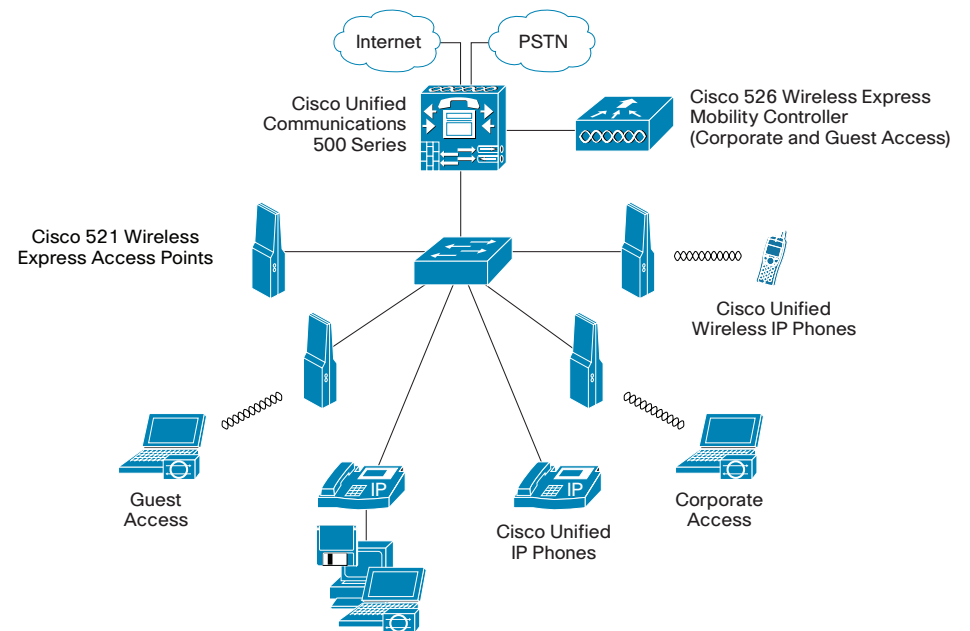 Internet
PSTN
Cisco Unified
Communications
500 Series
Cisco 526 Wireless Express
Mobility Controller
(Corporate and Guest Access)
Cisco 521 Wireless
Express Access Points
Cisco Unified
Wireless IP Phones
Guest
Access
IP
IP
Cisco Unified
IP Phones
Corporate
Access